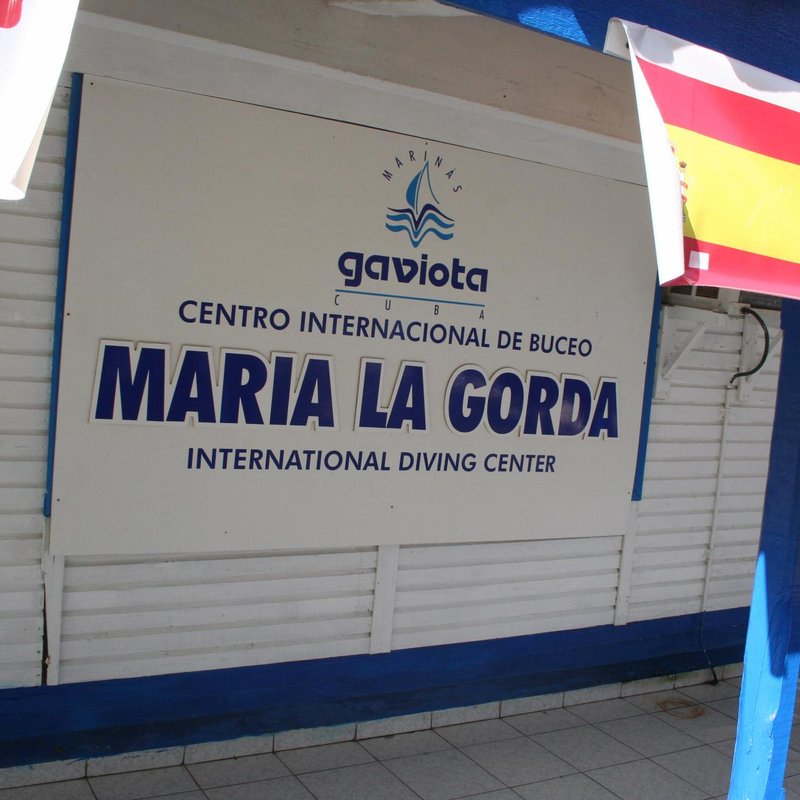 MARINAS
gaviota
CUBA
CENTRO INTERNACIONAL DE BUCEO
MARIA LA GORDA
INTERNATIONAL DIVING CENTER